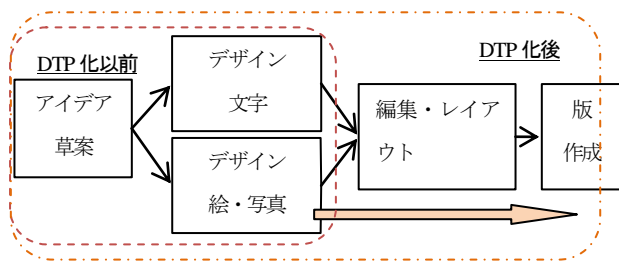 DTP 化以前
DTP 化後
アイデア
草案
デザイン
文字
デザイン
絵・写真
編集・レイア
ウト
版
作成